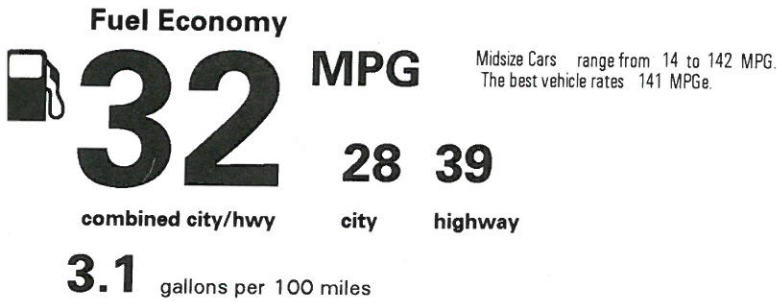 Fuel Economy
32 MPG
Midsize Cars range from 14 to 142 MPG.
The best vehicle rates 141 MPGe.
28 39
combined city/hwy city highway
3.1 gallons per 100 miles